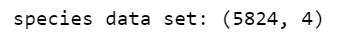 species data set: (5824, 4)